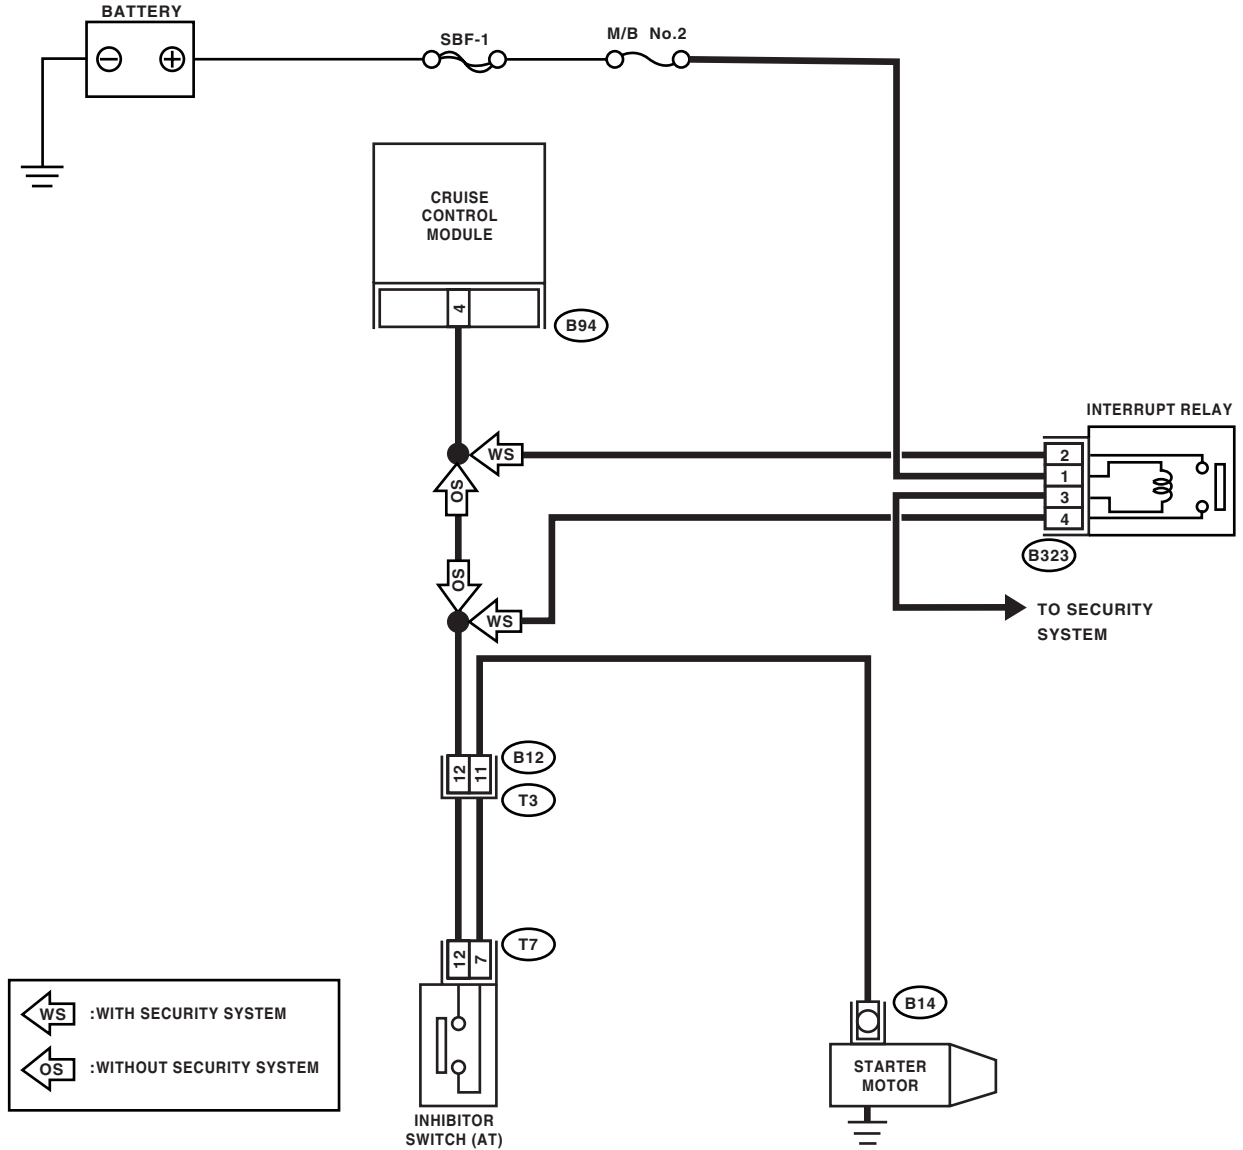 BATTERY
SBF-1
M/B No.2
CRUISE
CONTROL
MODULE
4
B94
INTERRUPT RELAY
WS
2
1
3
4
OS
B323
OS
WS
TO SECURITY
SYSTEM
B12
12
11
T3
T7
12
7
WS
:WITH SECURITY SYSTEM
OS
:WITHOUT SECURITY SYSTEM
B14
STARTER
MOTOR
INHIBITOR
SWITCH (AT)